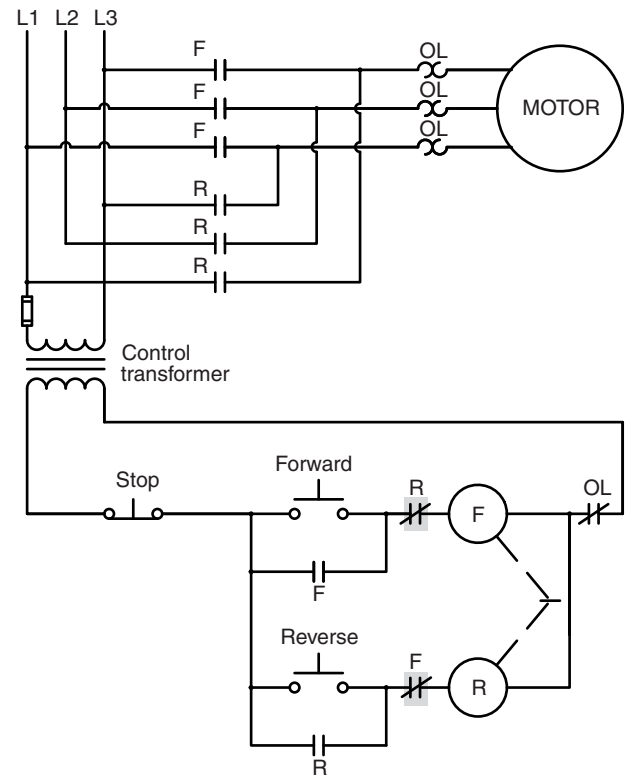 L1 L2 L3
F
OL
F
OL
MOTOR
F
OL
R
R
R
Control
transformer
Stop
Forward
R
F
OL
F
Reverse
F
R
R